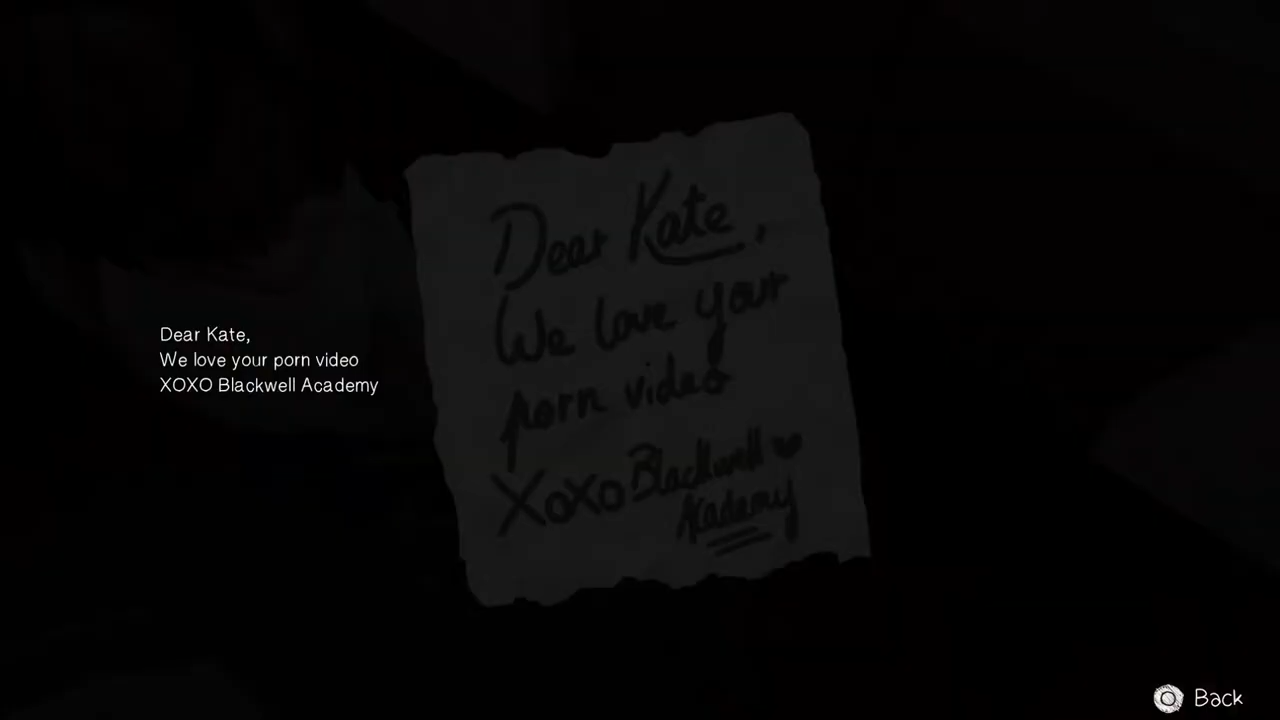 Dear Kate,
We love your porn video
XOXO Blackwell Academy
Dear Kate,
We love your
porn video
XoXo Blackwell
Academy
Back